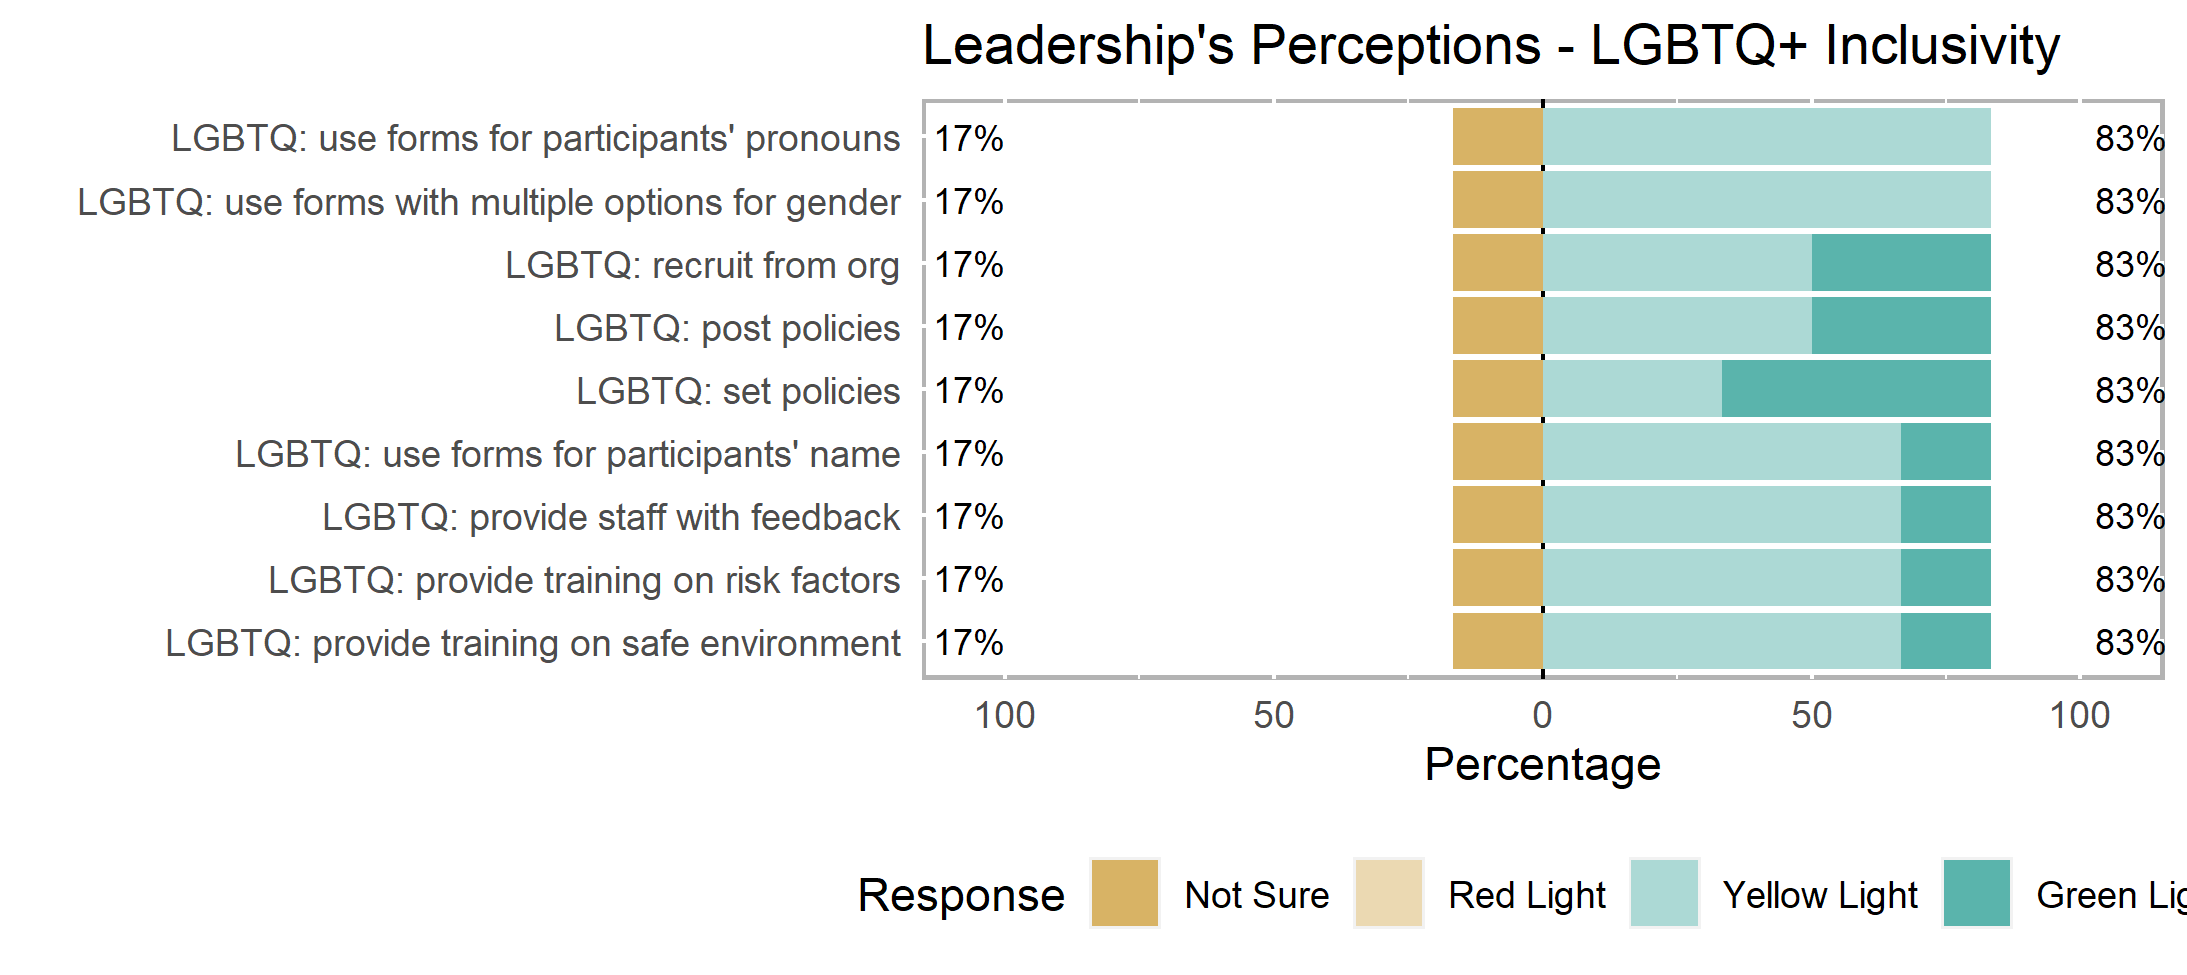 Leadership's Perceptions - LGBTQ+ Inclusivity
LGBTQ: use forms for participants' pronouns 17% 83%
LGBTQ: use forms with multiple options for gender 17% 83%
LGBTQ: recruit from org 17% 83%
LGBTQ: post policies 17% 83%
LGBTQ: set policies 17% 83%
LGBTQ: use forms for participants' name 17% 83%
LGBTQ: provide staff with feedback 17% 83%
LGBTQ: provide training on risk factors 17% 83%
LGBTQ: provide training on safe environment 17% 83%
100 50 0 50 100
Percentage
Response Not Sure Red Light Yellow Light Green